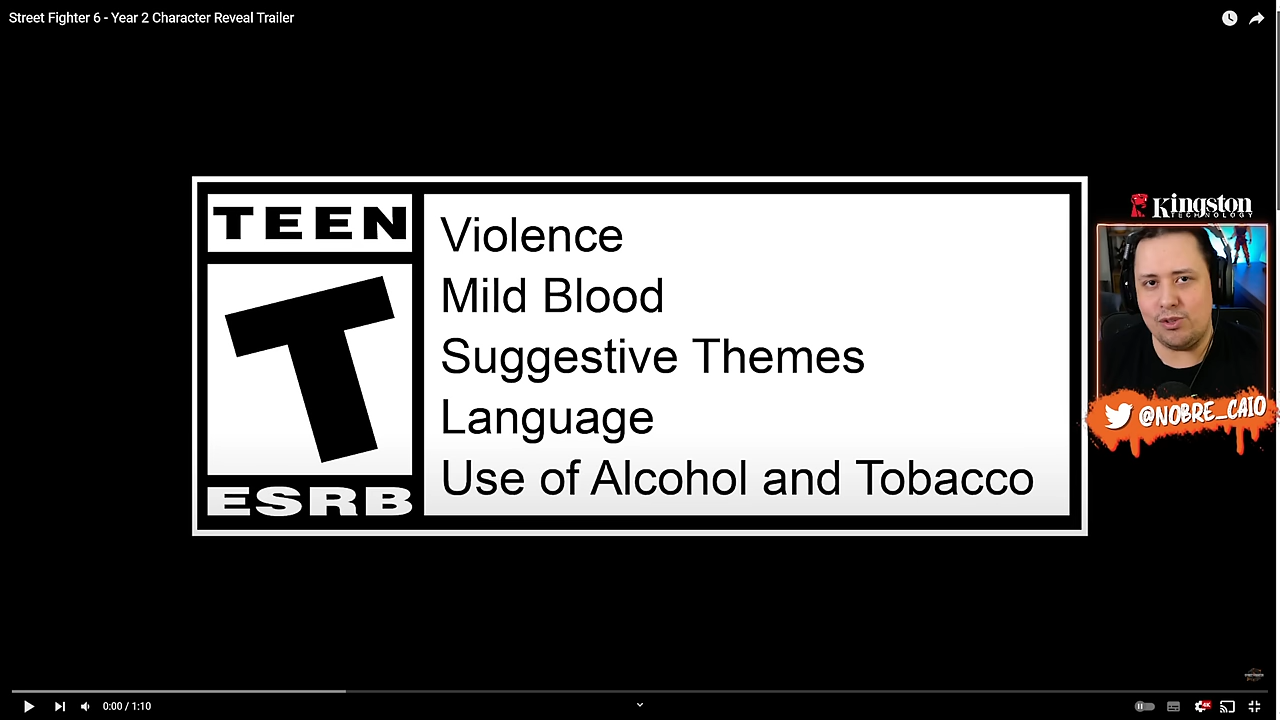 Street Fighter 6 - Year 2 Character Reveal Trailer
TEEN
T
ESRB
Violence
Mild Blood
Suggestive Themes
Language
Use of Alcohol and Tobacco
Kingston
TECHNOLOGY
@NOBRE_CAIO
0:00 / 1:10
4K